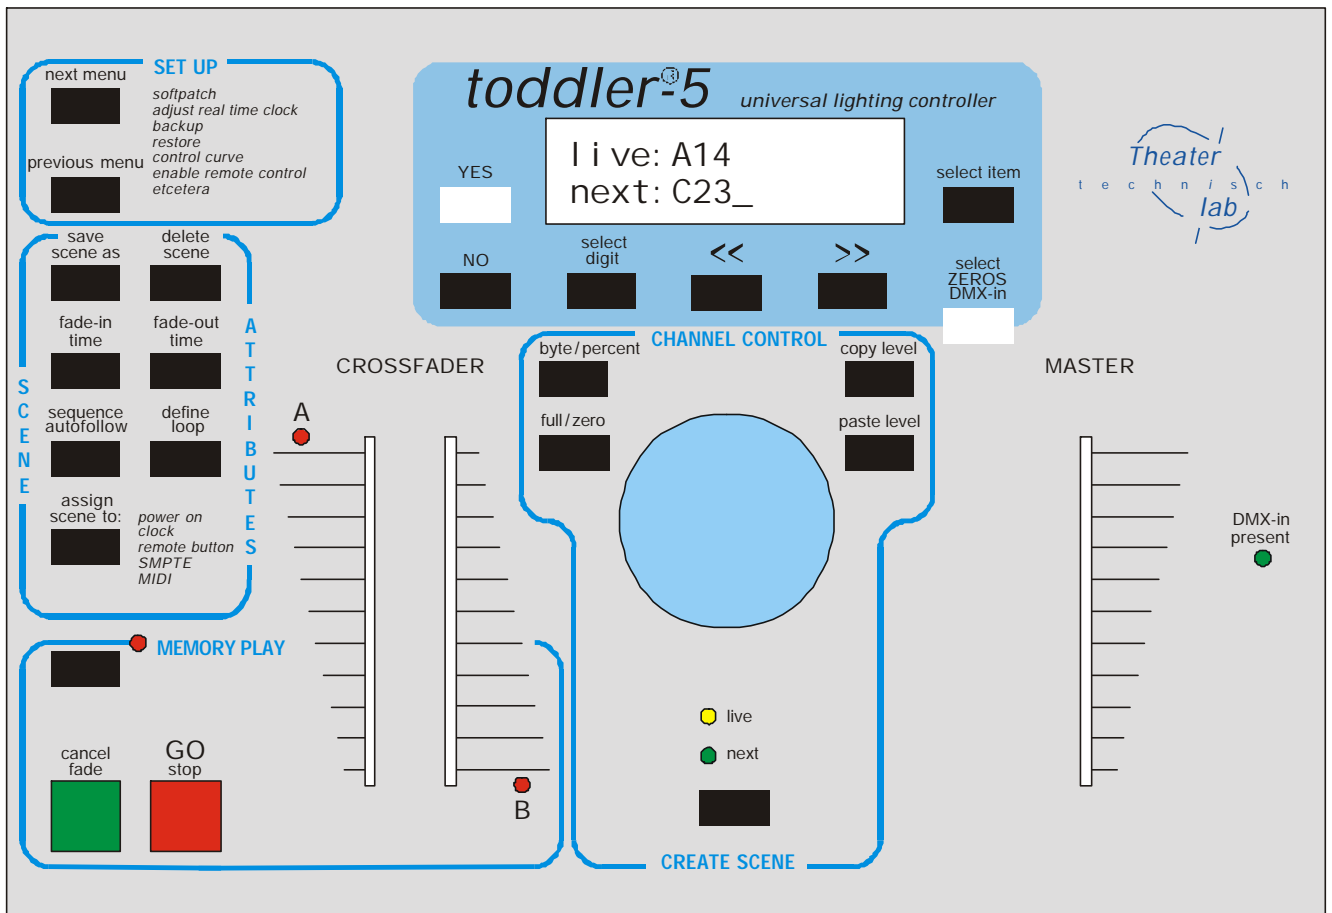 SET UP
next menu
softpatch
adjust real time clock
backup
restore
control curve
enable remote control
etcetera
previous menu
toddler®-5
universal lighting controller
live: A14
next: C23_
YES
NO
select
digit
<<
>>
select item
select
ZEROS
DMX-in
Theater
technisch
lab
SCENE
ATTRIBUTES
save
scene as
delete
scene
fade-in
time
fade-out
time
sequence
autofollow
define
loop
assign
scene to:
power on
clock
remote button
SMPTE
MIDI
CROSSFADER
A
B
CHANNEL CONTROL
byte/percent
copy level
full/zero
paste level
MASTER
DMX-in
present
MEMORY PLAY
cancel
fade
GO
stop
live
next
CREATE SCENE